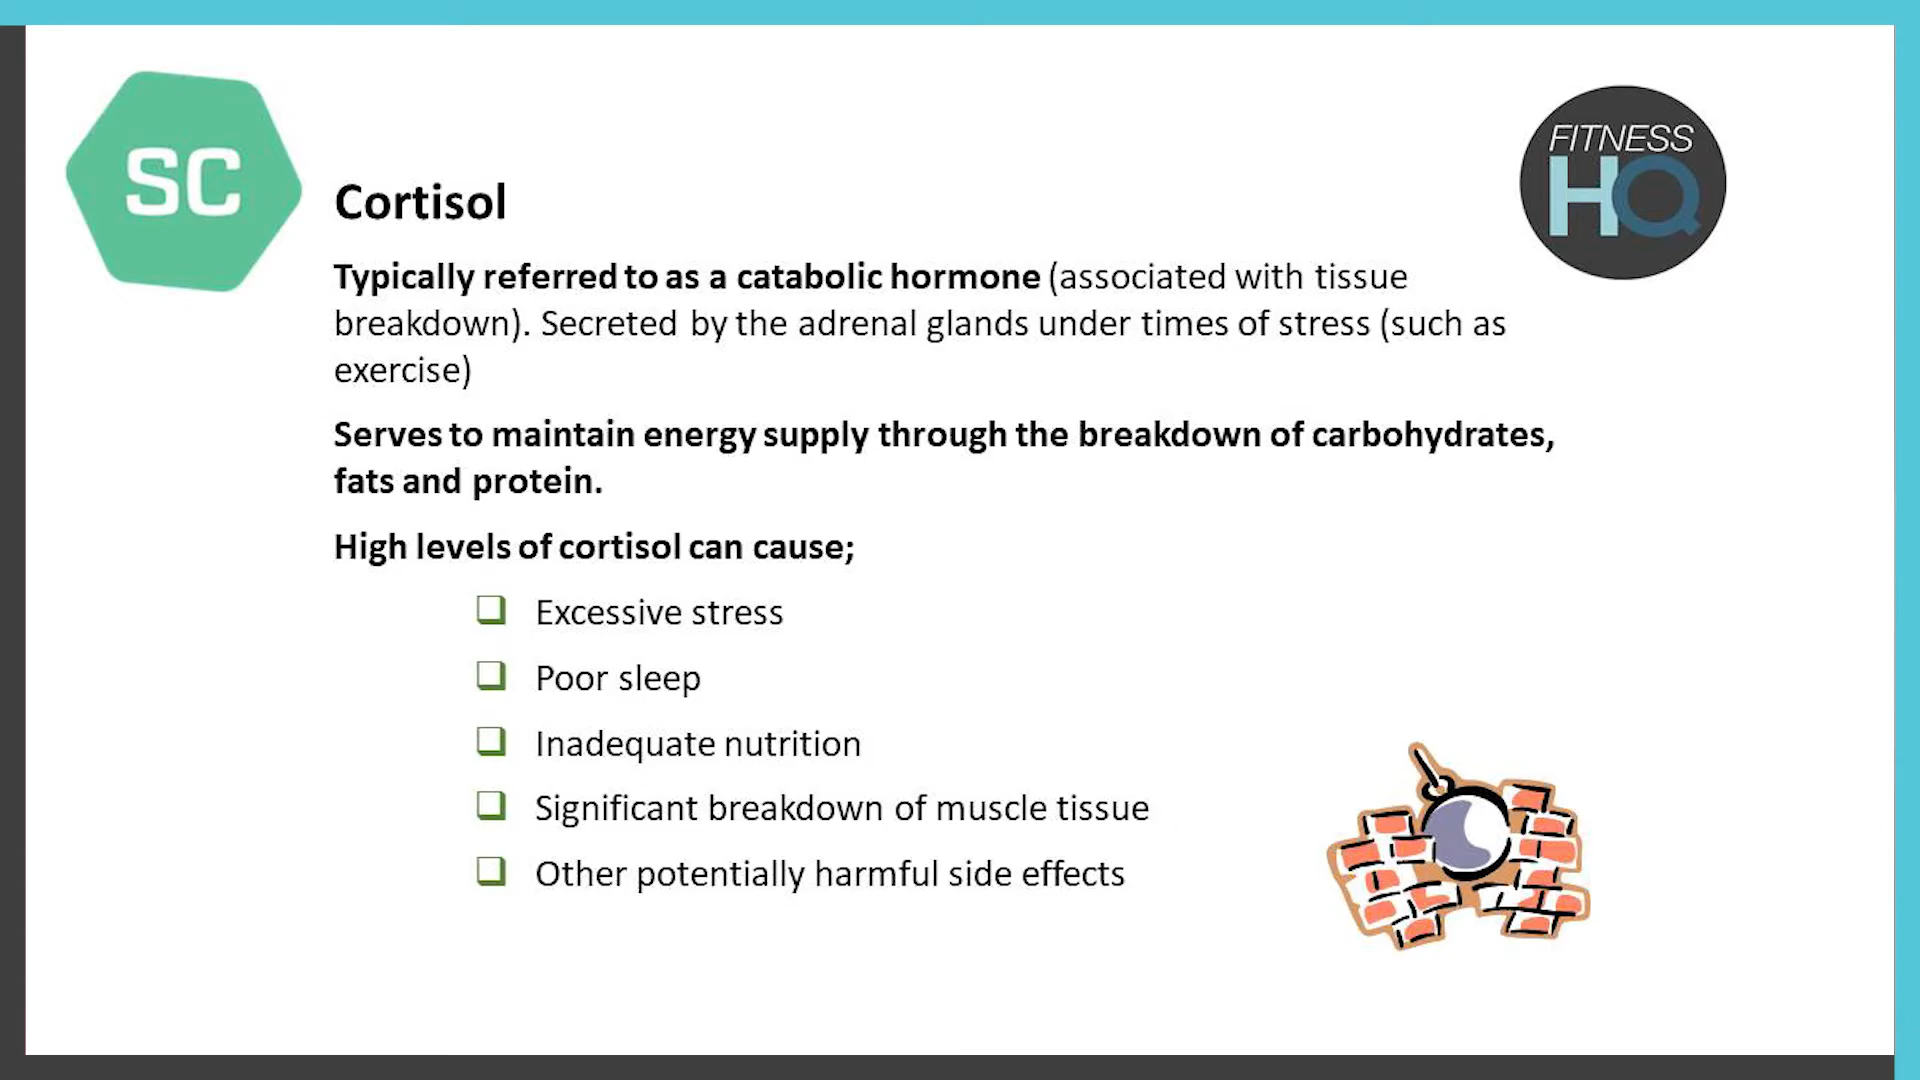 SC
FITNESS
HQ
Cortisol
Typically referred to as a catabolic hormone (associated with tissue
breakdown). Secreted by the adrenal glands under times of stress (such as
exercise)
Serves to maintain energy supply through the breakdown of carbohydrates,
fats and protein.
High levels of cortisol can cause;
Excessive stress
Poor sleep
Inadequate nutrition
Significant breakdown of muscle tissue
Other potentially harmful side effects